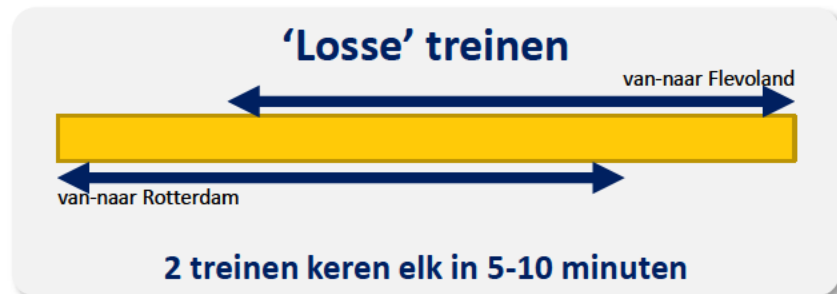 ‘Losse’ treinen
van-naar Flevoland
van-naar Rotterdam
2 treinen keren elk in 5-10 minuten